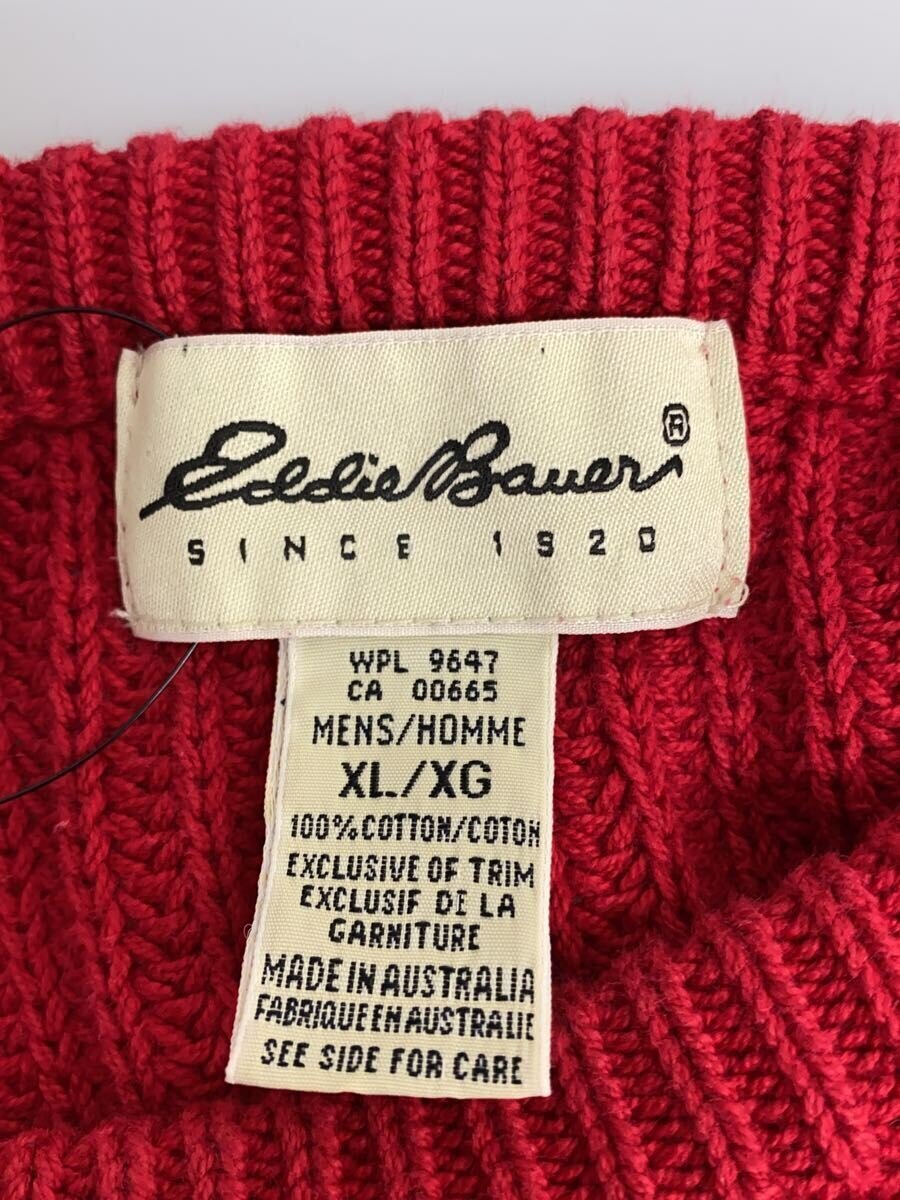 Eddie Bauer®
SINCE 1920
WPL 9647
CA 00665
MENS/HOMME
XL/XG
100% COTTON/COTON
EXCLUSIVE OF TRIM
EXCLUSIF DE LA
GARNITURE
MADE IN AUSTRALIA
FABRIQUE EN AUSTRALIE
SEE SIDE FOR CARE